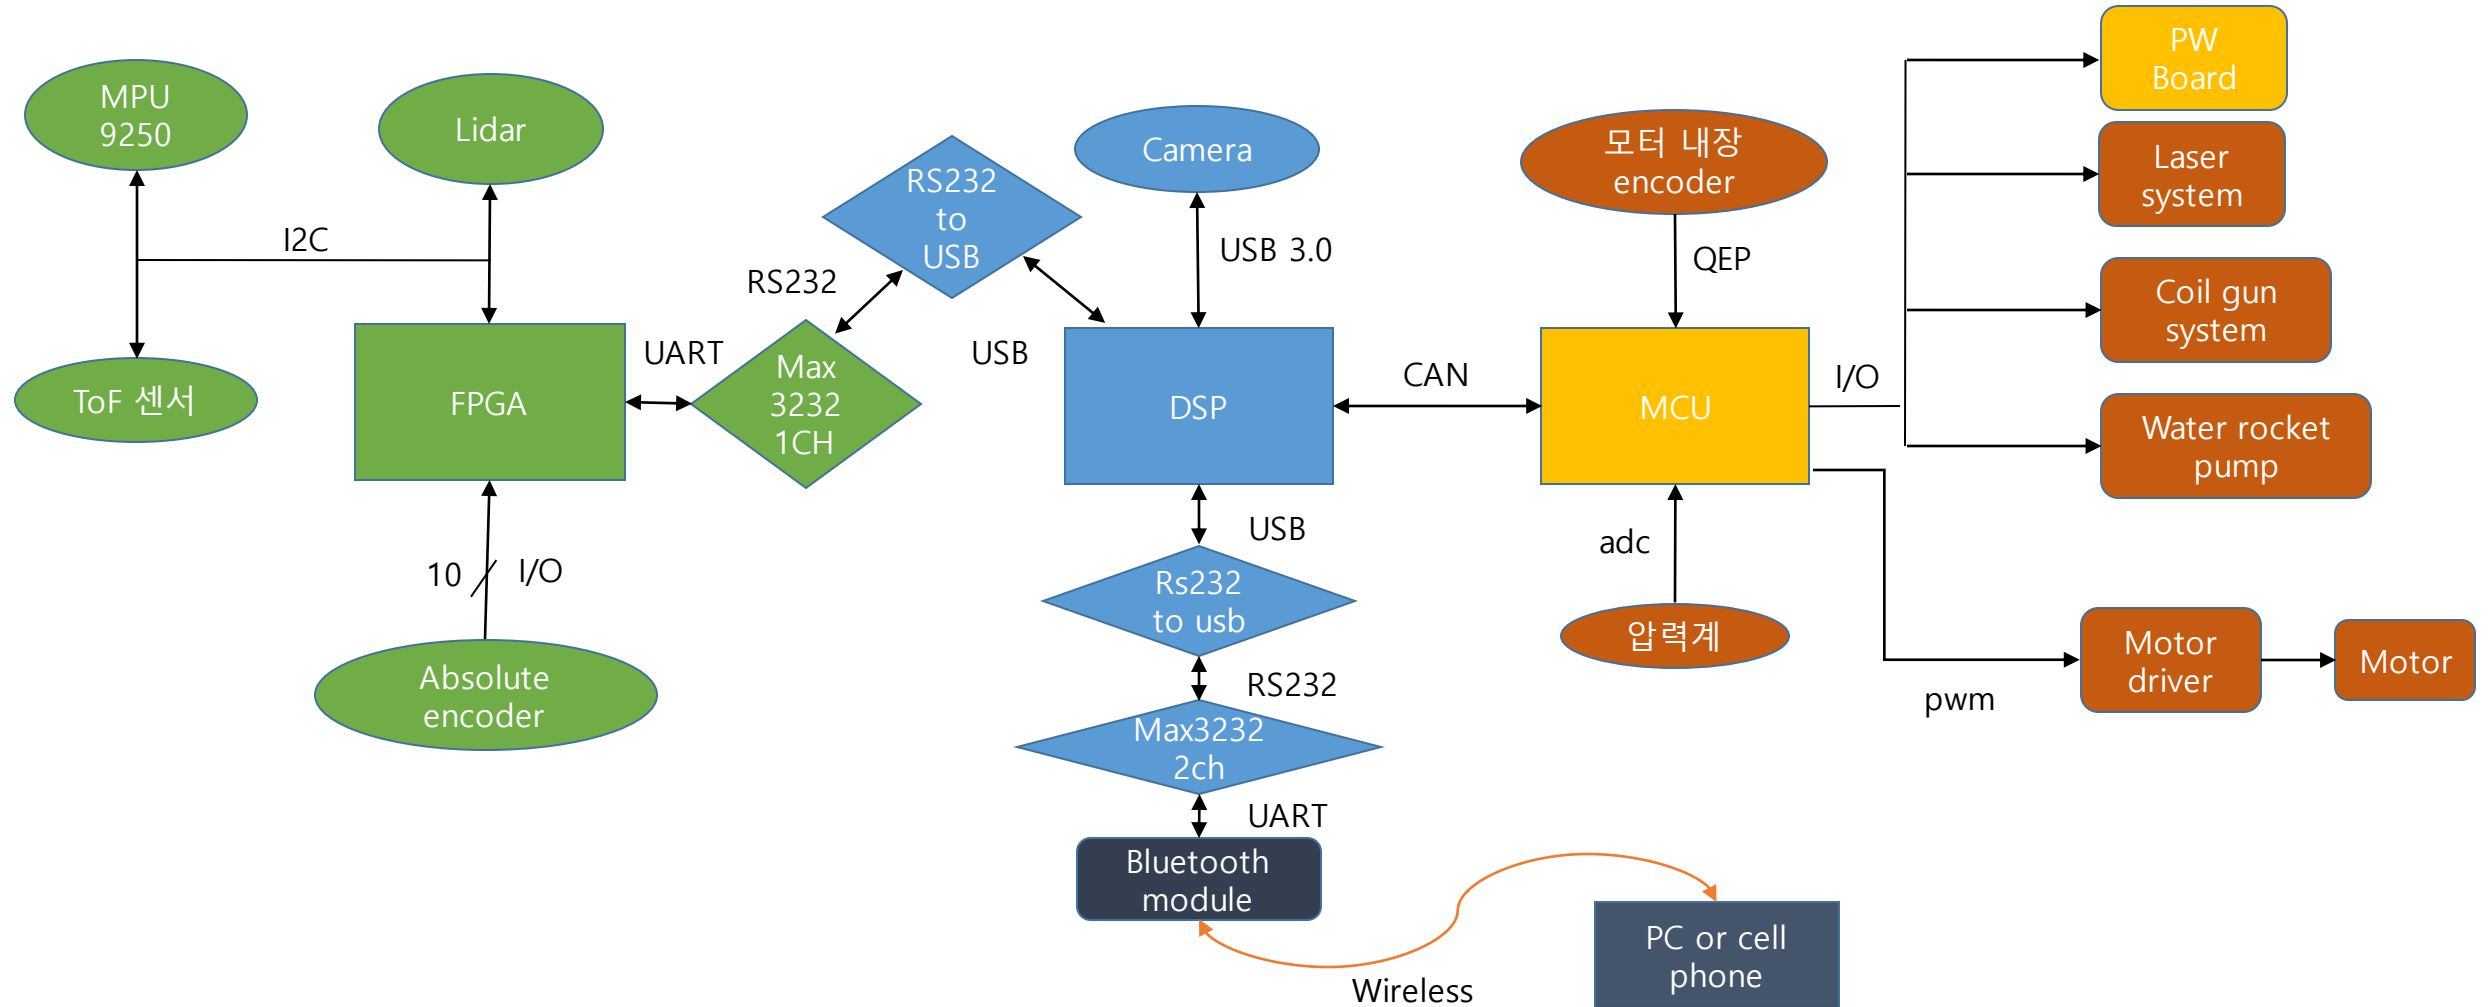 MPU
9250
Lidar
I2C
ToF 센서
FPGA
10
I/O
Absolute
encoder
UART
Max
3232
1CH
RS232
RS232
to
USB
USB
Camera
USB 3.0
DSP
USB
Rs232
to usb
RS232
Max3232
2ch
UART
Bluetooth
module
Wireless
PC or cell
phone
CAN
모터 내장
encoder
QEP
MCU
adc
압력계
I/O
PW
Board
Laser
system
Coil gun
system
Water rocket
pump
pwm
Motor
driver
Motor